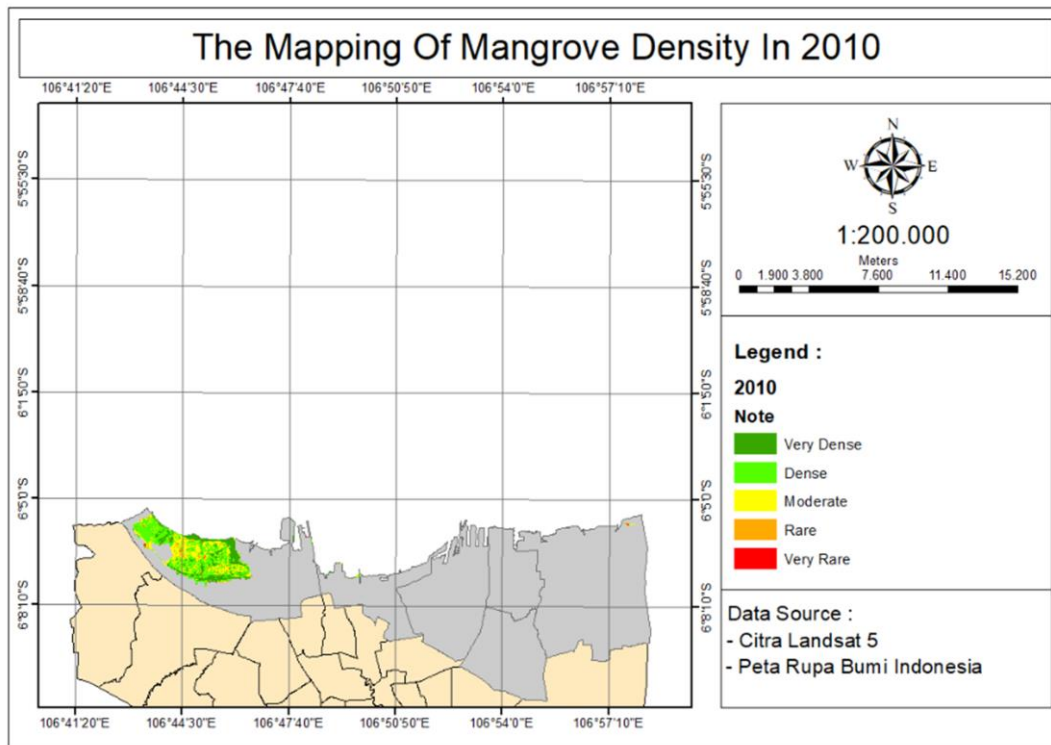 The Mapping Of Mangrove Density In 2010
106°41'20"E 106°44'30"E 106°47'40"E 106°50'50"E 106°54'0"E 106°57'10"E
5°55'30"S 5°55'30"S
5°58'40"S 5°58'40"S
6°1'50"S 6°1'50"S
6°5'0"S 6°5'0"S
6°8'10"S 6°8'10"S
106°41'20"E 106°44'30"E 106°47'40"E 106°50'50"E 106°54'0"E 106°57'10"E
N
W E
S
1:200.000
Meters
0 1.900 3.800 7.600 11.400 15.200
Legend :
2010
Note
Very Dense
Dense
Moderate
Rare
Very Rare
Data Source :
- Citra Landsat 5
- Peta Rupa Bumi Indonesia